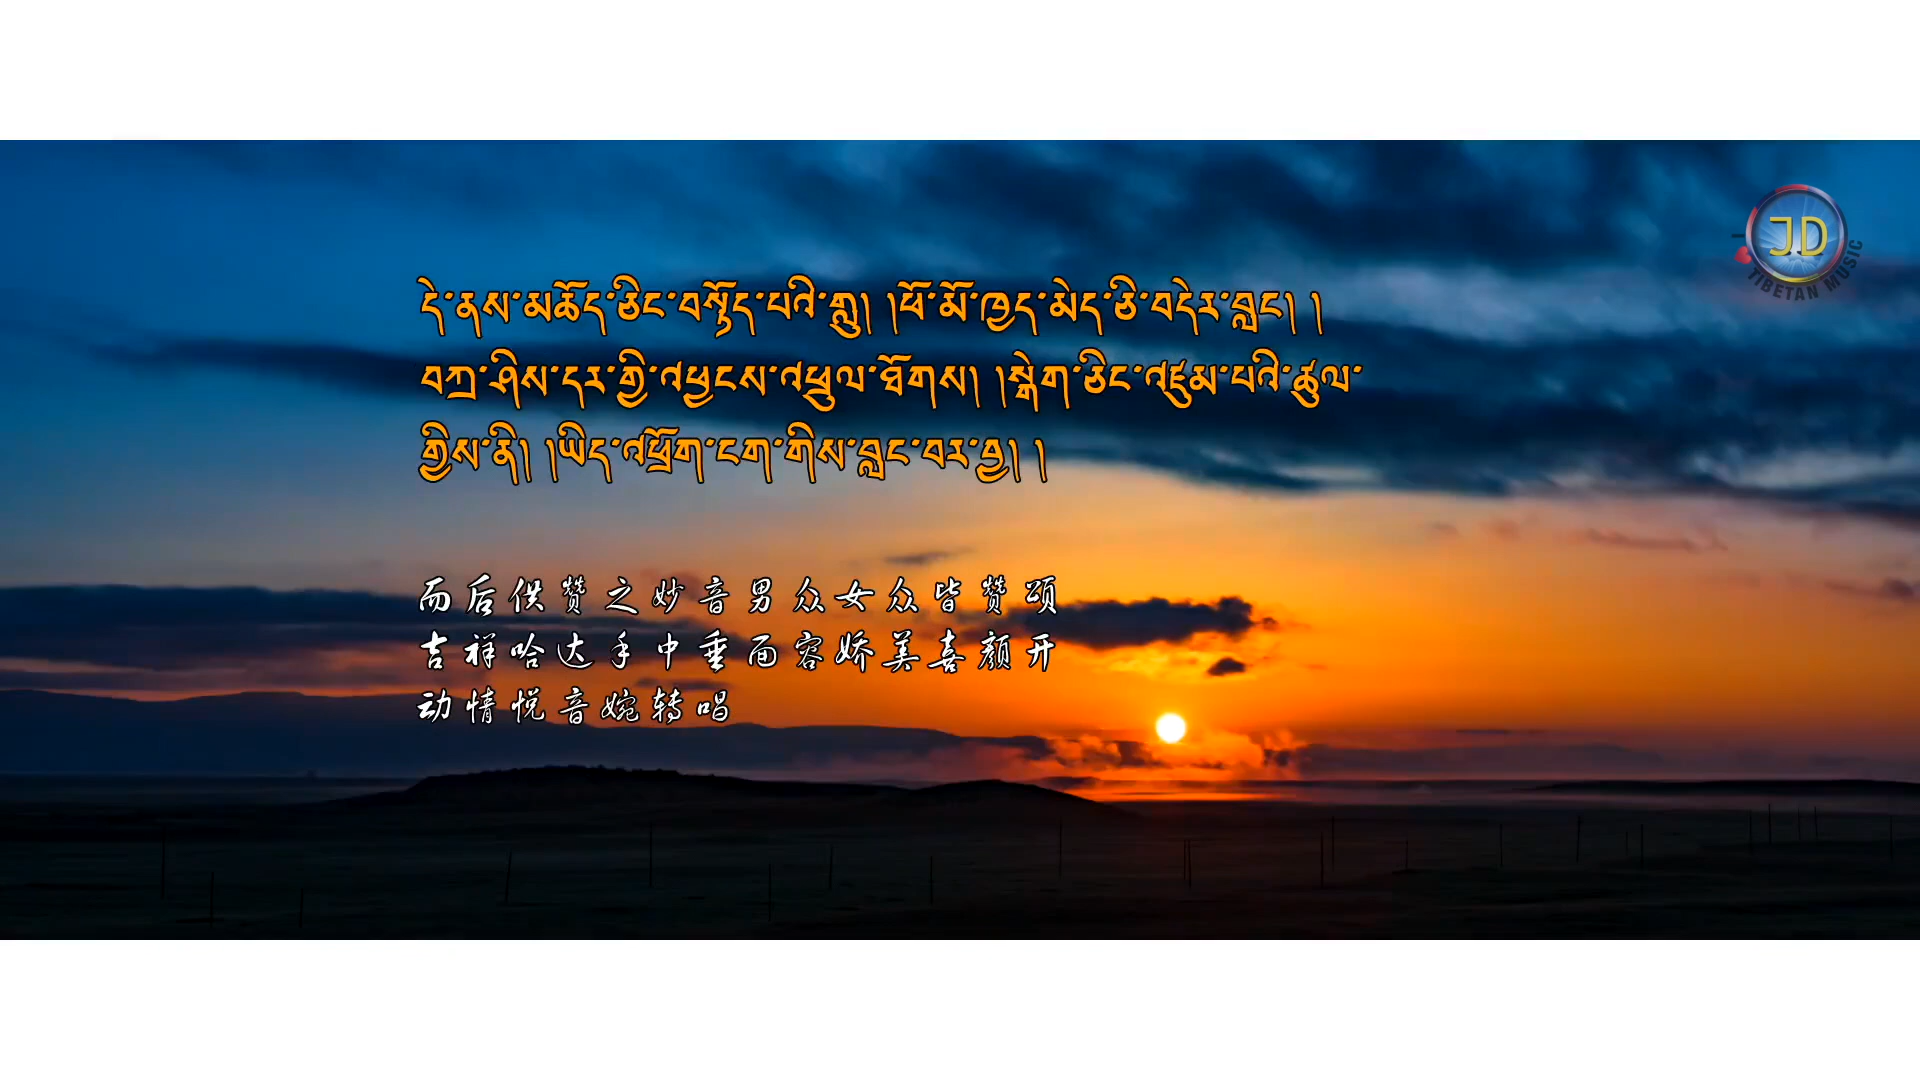 དེ་ནས་མཆོད་ཅིང་བསྟོད་པའི་གླུ། །ཕོ་མོ་ཁྱད་མེད་ཅི་བདེར་བླང་། །
བཀྲ་ཤིས་དར་གྱི་འཕྱངས་འཕྲུལ་ཐོགས། །སྒེག་ཅིང་འཛུམ་པའི་ཚུལ་
གྱིས་ནི། །ཡིད་འཕྲོག་ངག་གིས་བླང་བར་བྱ། །
而后供赞之妙音男众女众皆赞颂
吉祥哈达手中垂面容娇美喜颜开
动情悦音婉转唱
JD
TIBETAN MUSIC